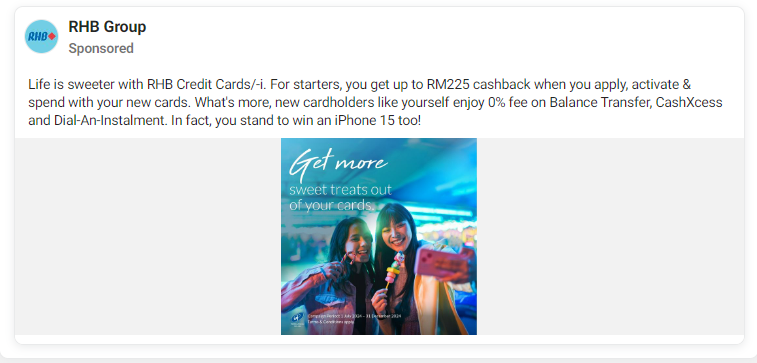 RHB
RHB Group
Sponsored
Life is sweeter with RHB Credit Cards/-i. For starters, you get up to RM225 cashback when you apply, activate &
spend with your new cards. What's more, new cardholders like yourself enjoy 0% fee on Balance Transfer, CashXcess
and Dial-An-Instalment. In fact, you stand to win an iPhone 15 too!
Get more
sweet treats out
of your cards.
Campaign Period: 1 July 2024 – 31 December 2024
Terms & Conditions apply